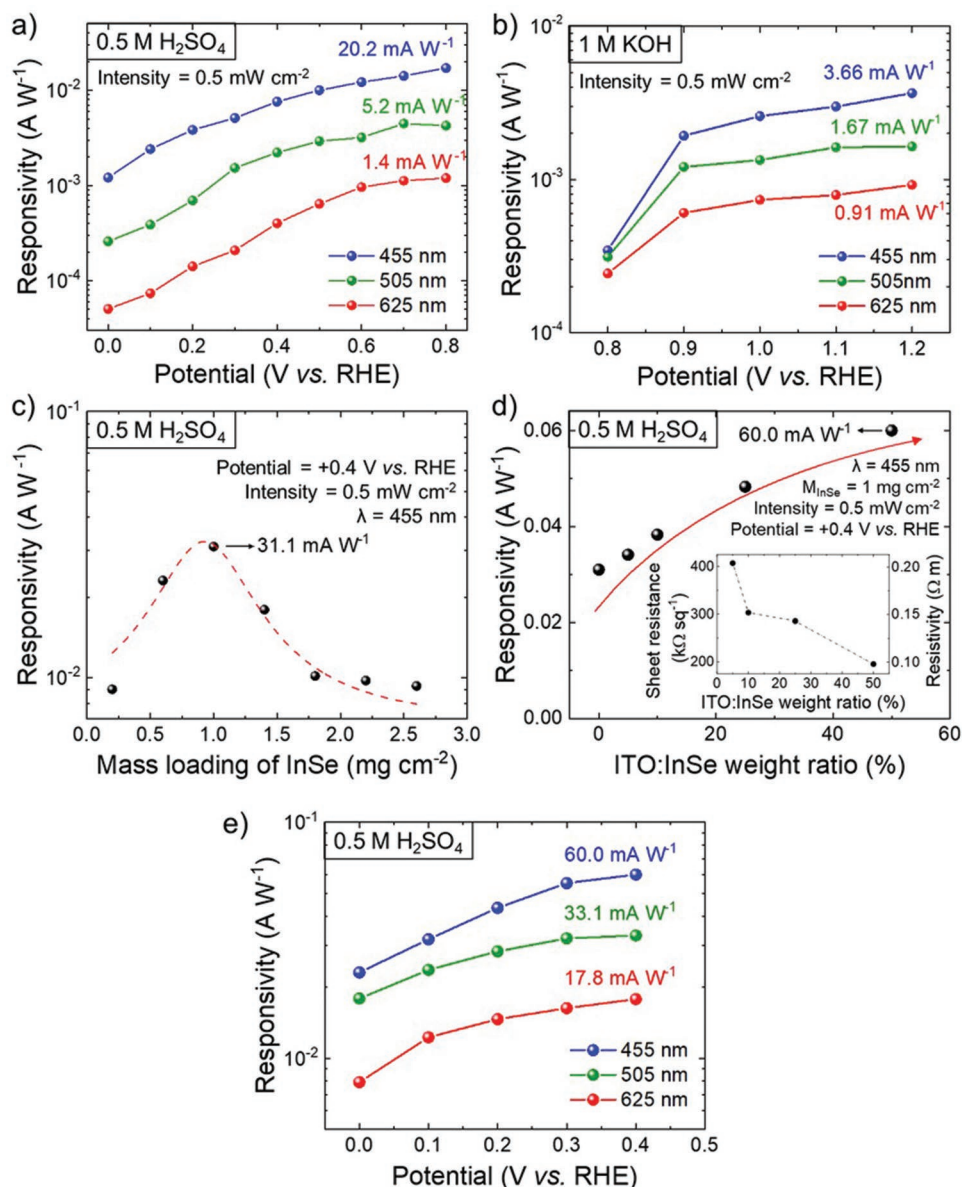 a)
0.5 M H₂SO₄
Intensity = 0.5 mW cm⁻²
20.2 mA W⁻¹
5.2 mA W⁻¹
1.4 mA W⁻¹
455 nm
505 nm
625 nm
Responsivity (A W⁻¹)
10⁻²
10⁻³
10⁻⁴
0.0 0.2 0.4 0.6 0.8
Potential (V vs. RHE)
b)
1 M KOH
Intensity = 0.5 mW cm⁻²
3.66 mA W⁻¹
1.67 mA W⁻¹
0.91 mA W⁻¹
455 nm
505nm
625 nm
Responsivity (A W⁻¹)
10⁻²
10⁻³
10⁻⁴
0.8 0.9 1.0 1.1 1.2
Potential (V vs. RHE)
c)
0.5 M H₂SO₄
Potential = +0.4 V vs. RHE
Intensity = 0.5 mW cm⁻²
λ = 455 nm
31.1 mA W⁻¹
Responsivity (A W⁻¹)
10⁻¹
10⁻²
0.0 0.5 1.0 1.5 2.0 2.5 3.0
Mass loading of InSe (mg cm⁻²)
d)
0.5 M H₂SO₄
60.0 mA W⁻¹
λ = 455 nm
M_InSe = 1 mg cm⁻²
Intensity = 0.5 mW cm⁻²
Potential = +0.4 V vs. RHE
Responsivity (A W⁻¹)
0.06
0.04
0.02
0.00
Sheet resistance
(kΩ sq⁻¹)
400
300
200
Resistivity (Ω m)
0.20
0.15
0.10
0 10 20 30 40 50
ITO:InSe weight ratio (%)
0 20 40 60
ITO:InSe weight ratio (%)
e)
0.5 M H₂SO₄
60.0 mA W⁻¹
33.1 mA W⁻¹
17.8 mA W⁻¹
455 nm
505 nm
625 nm
Responsivity (A W⁻¹)
10⁻¹
10⁻²
0.0 0.1 0.2 0.3 0.4 0.5
Potential (V vs. RHE)